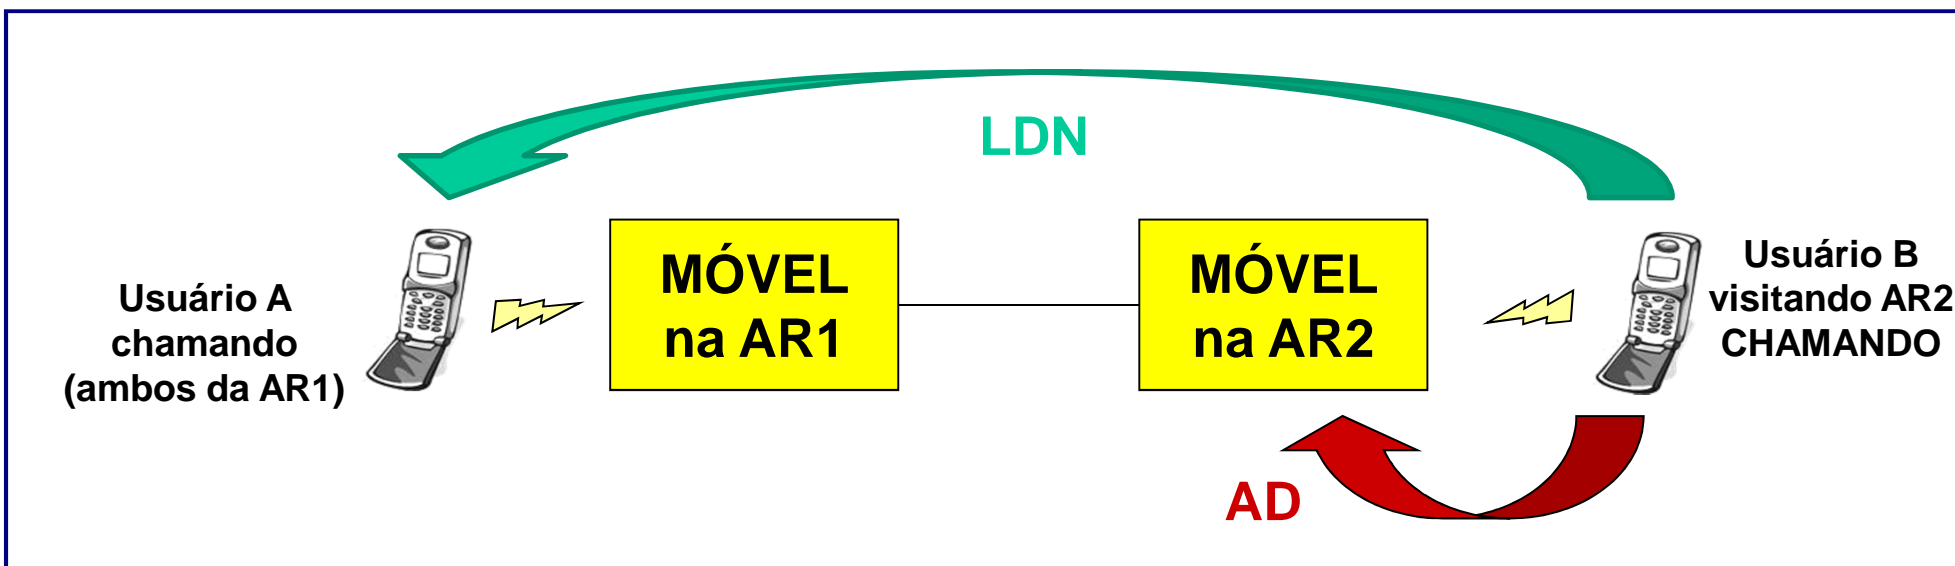 LDN
Usuário A
chamando
(ambos da AR1)
MÓVEL
na AR1
MÓVEL
na AR2
Usuário B
visitando AR2
CHAMANDO
AD